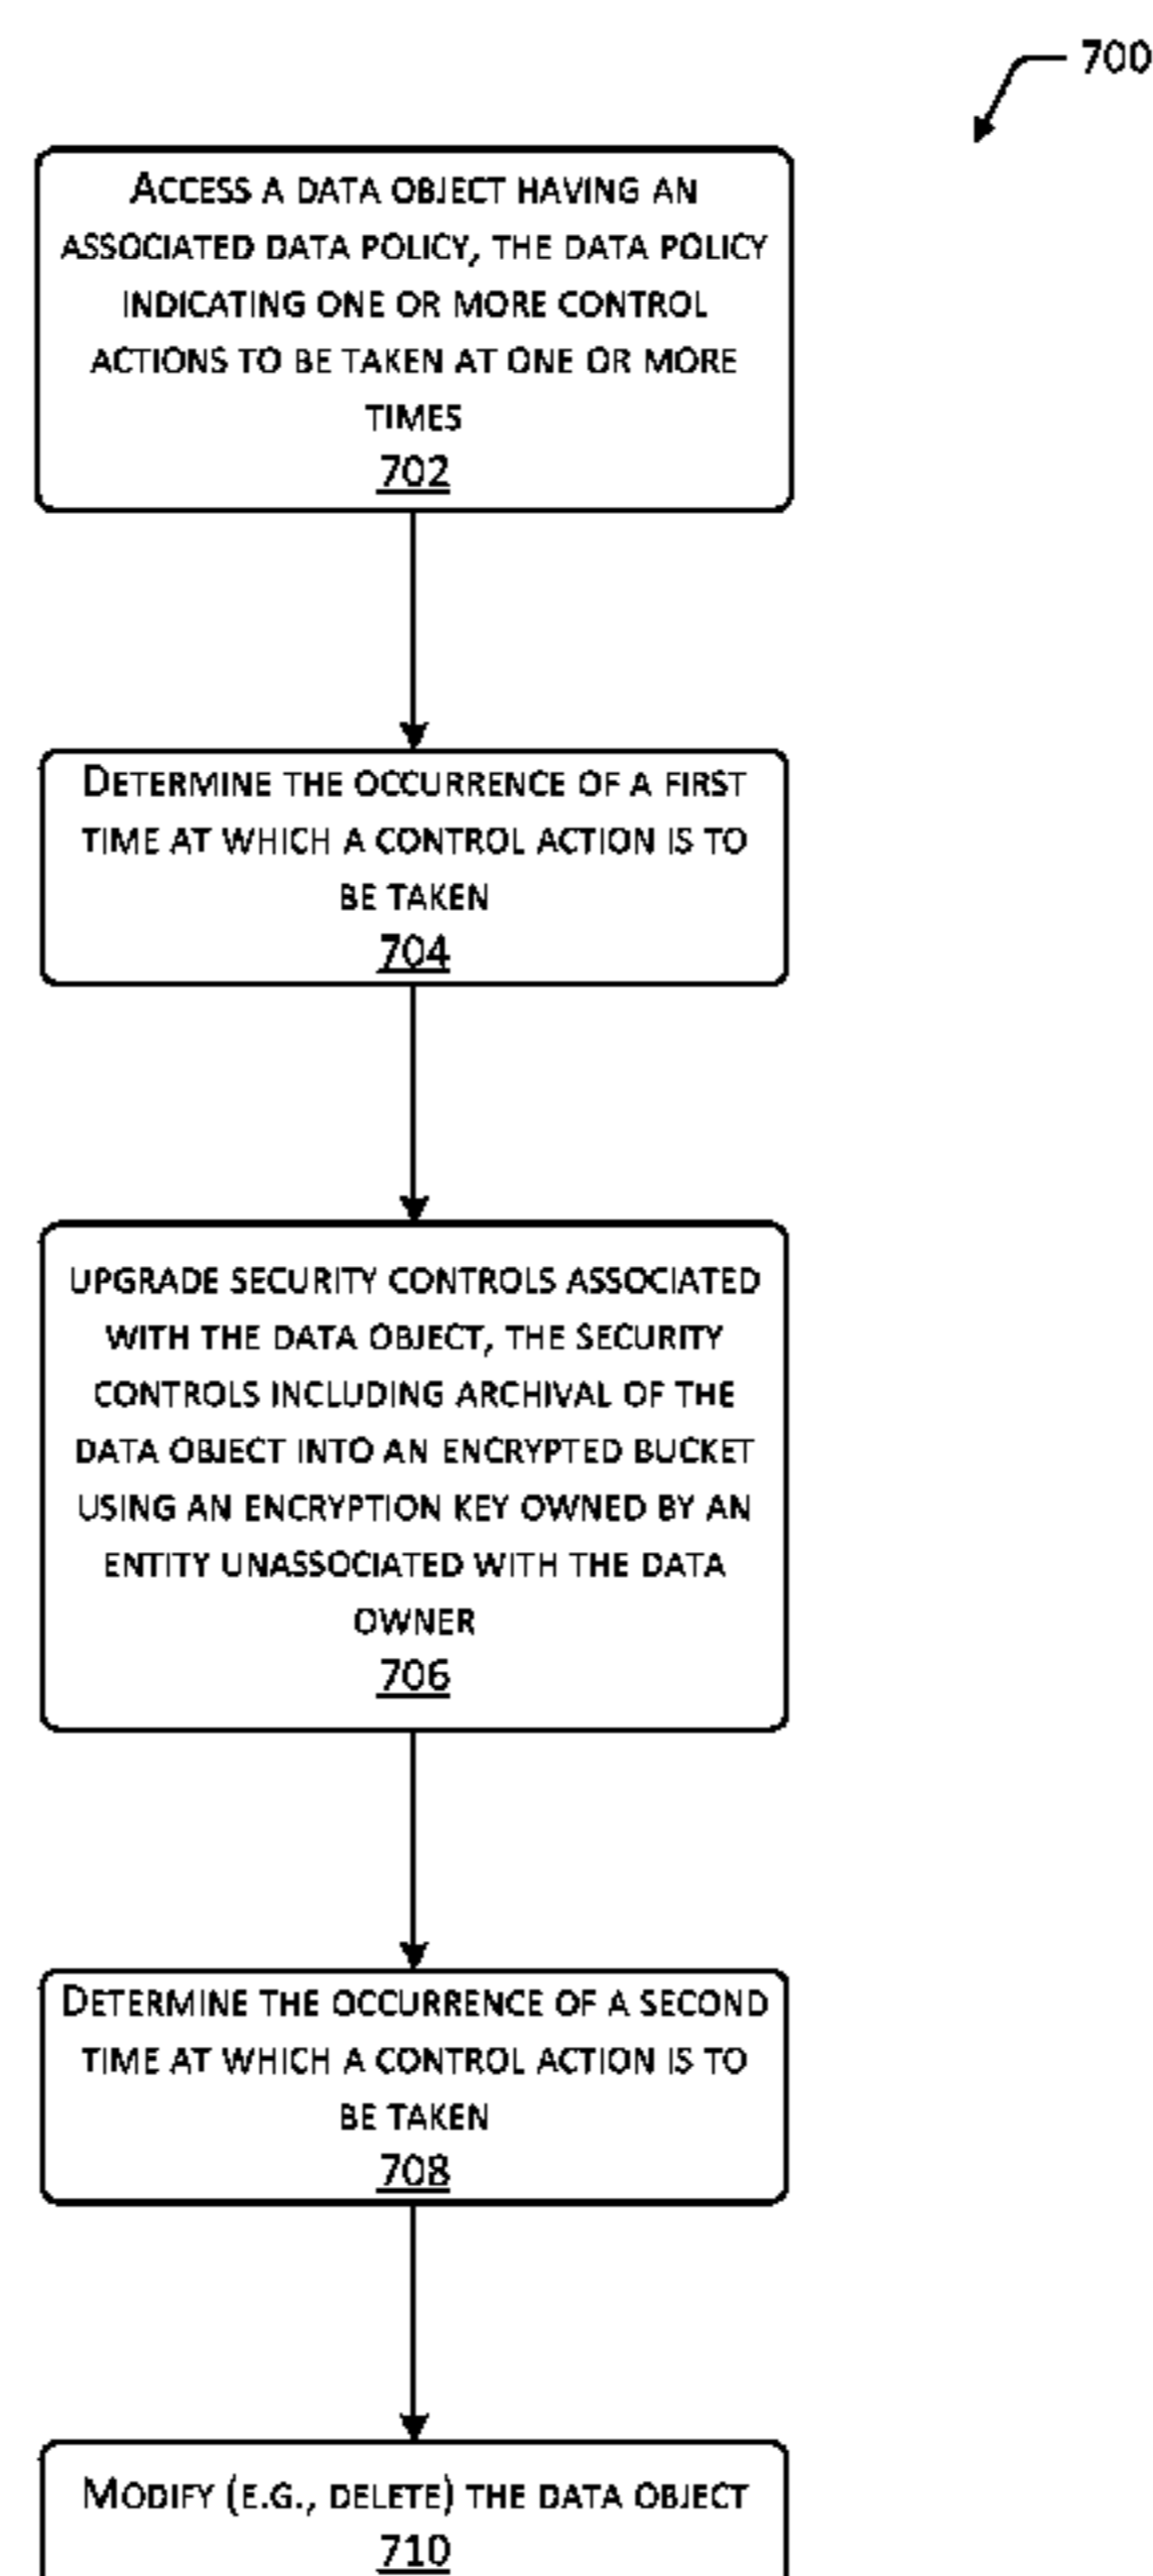 700
ACCESS A DATA OBJECT HAVING AN
ASSOCIATED DATA POLICY, THE DATA POLICY
INDICATING ONE OR MORE CONTROL
ACTIONS TO BE TAKEN AT ONE OR MORE
TIMES
702
DETERMINE THE OCCURRENCE OF A FIRST
TIME AT WHICH A CONTROL ACTION IS TO
BE TAKEN
704
UPGRADE SECURITY CONTROLS ASSOCIATED
WITH THE DATA OBJECT, THE SECURITY
CONTROLS INCLUDING ARCHIVAL OF THE
DATA OBJECT INTO AN ENCRYPTED BUCKET
USING AN ENCRYPTION KEY OWNED BY AN
ENTITY UNASSOCIATED WITH THE DATA
OWNER
706
DETERMINE THE OCCURRENCE OF A SECOND
TIME AT WHICH A CONTROL ACTION IS TO
BE TAKEN
708
MODIFY (E.G., DELETE) THE DATA OBJECT
710